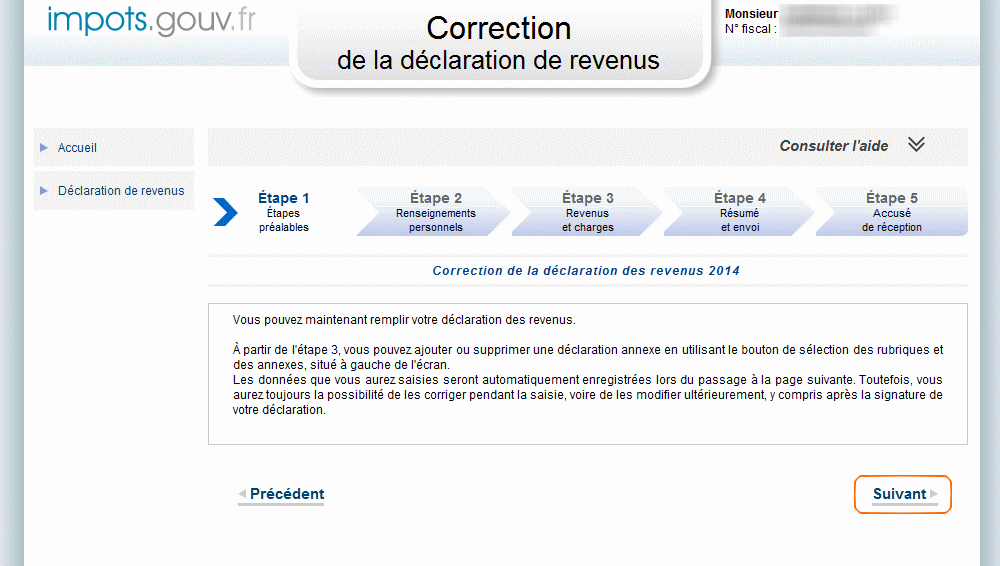 impots.gouv.fr
Correction
de la déclaration de revenus
Monsieur
N° fiscal :
Accueil
Déclaration de revenus
Consulter l'aide
Étape 1
Étapes
préalables
Étape 2
Renseignements
personnels
Étape 3
Revenus
et charges
Étape 4
Résumé
et envoi
Étape 5
Accusé
de réception
Correction de la déclaration des revenus 2014
Vous pouvez maintenant remplir votre déclaration des revenus.
À partir de l'étape 3, vous pouvez ajouter ou supprimer une déclaration annexe en utilisant le bouton de sélection des rubriques et
des annexes, situé à gauche de l'écran.
Les données que vous aurez saisies seront automatiquement enregistrées lors du passage à la page suivante. Toutefois, vous
aurez toujours la possibilité de les corriger pendant la saisie, voire de les modifier ultérieurement, y compris après la signature de
votre déclaration.
Précédent
Suivant